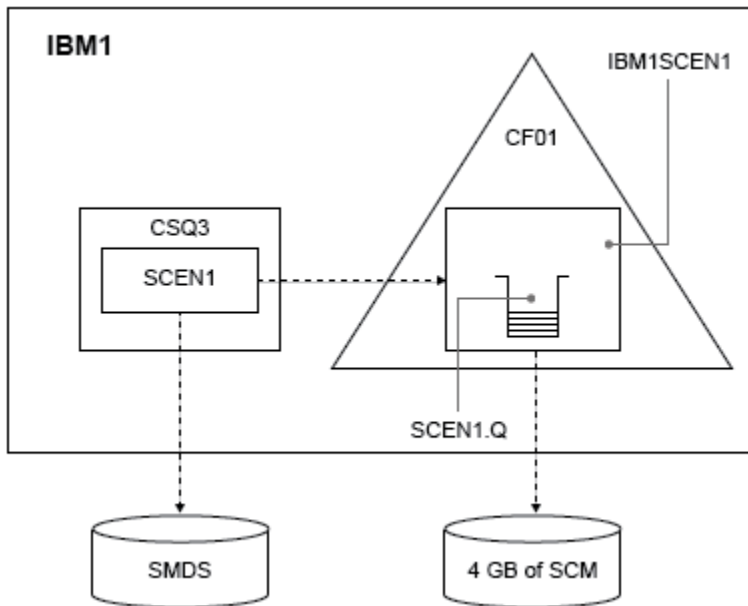 IBM1
IBM1SCEN1
CF01
CSQ3
SCEN1
SCEN1.Q
SMDS
4 GB of SCM